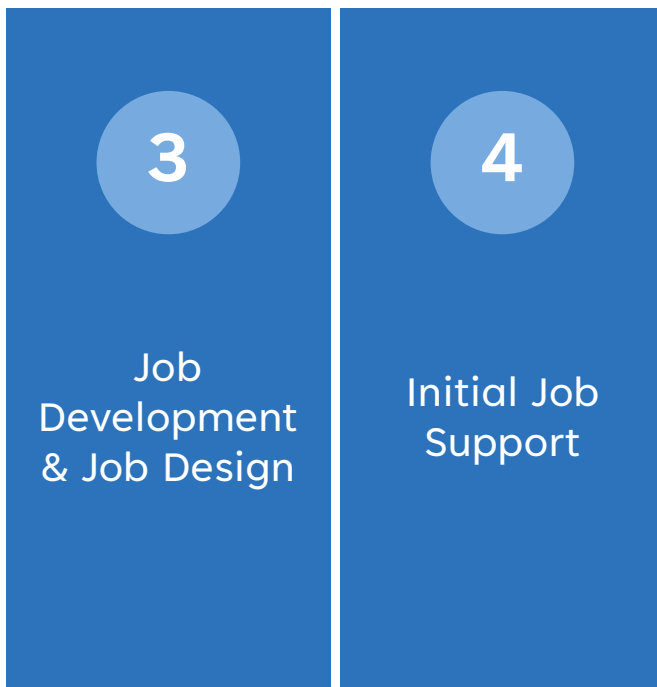 3
Job
Development
& Job Design
4
Initial Job
Support